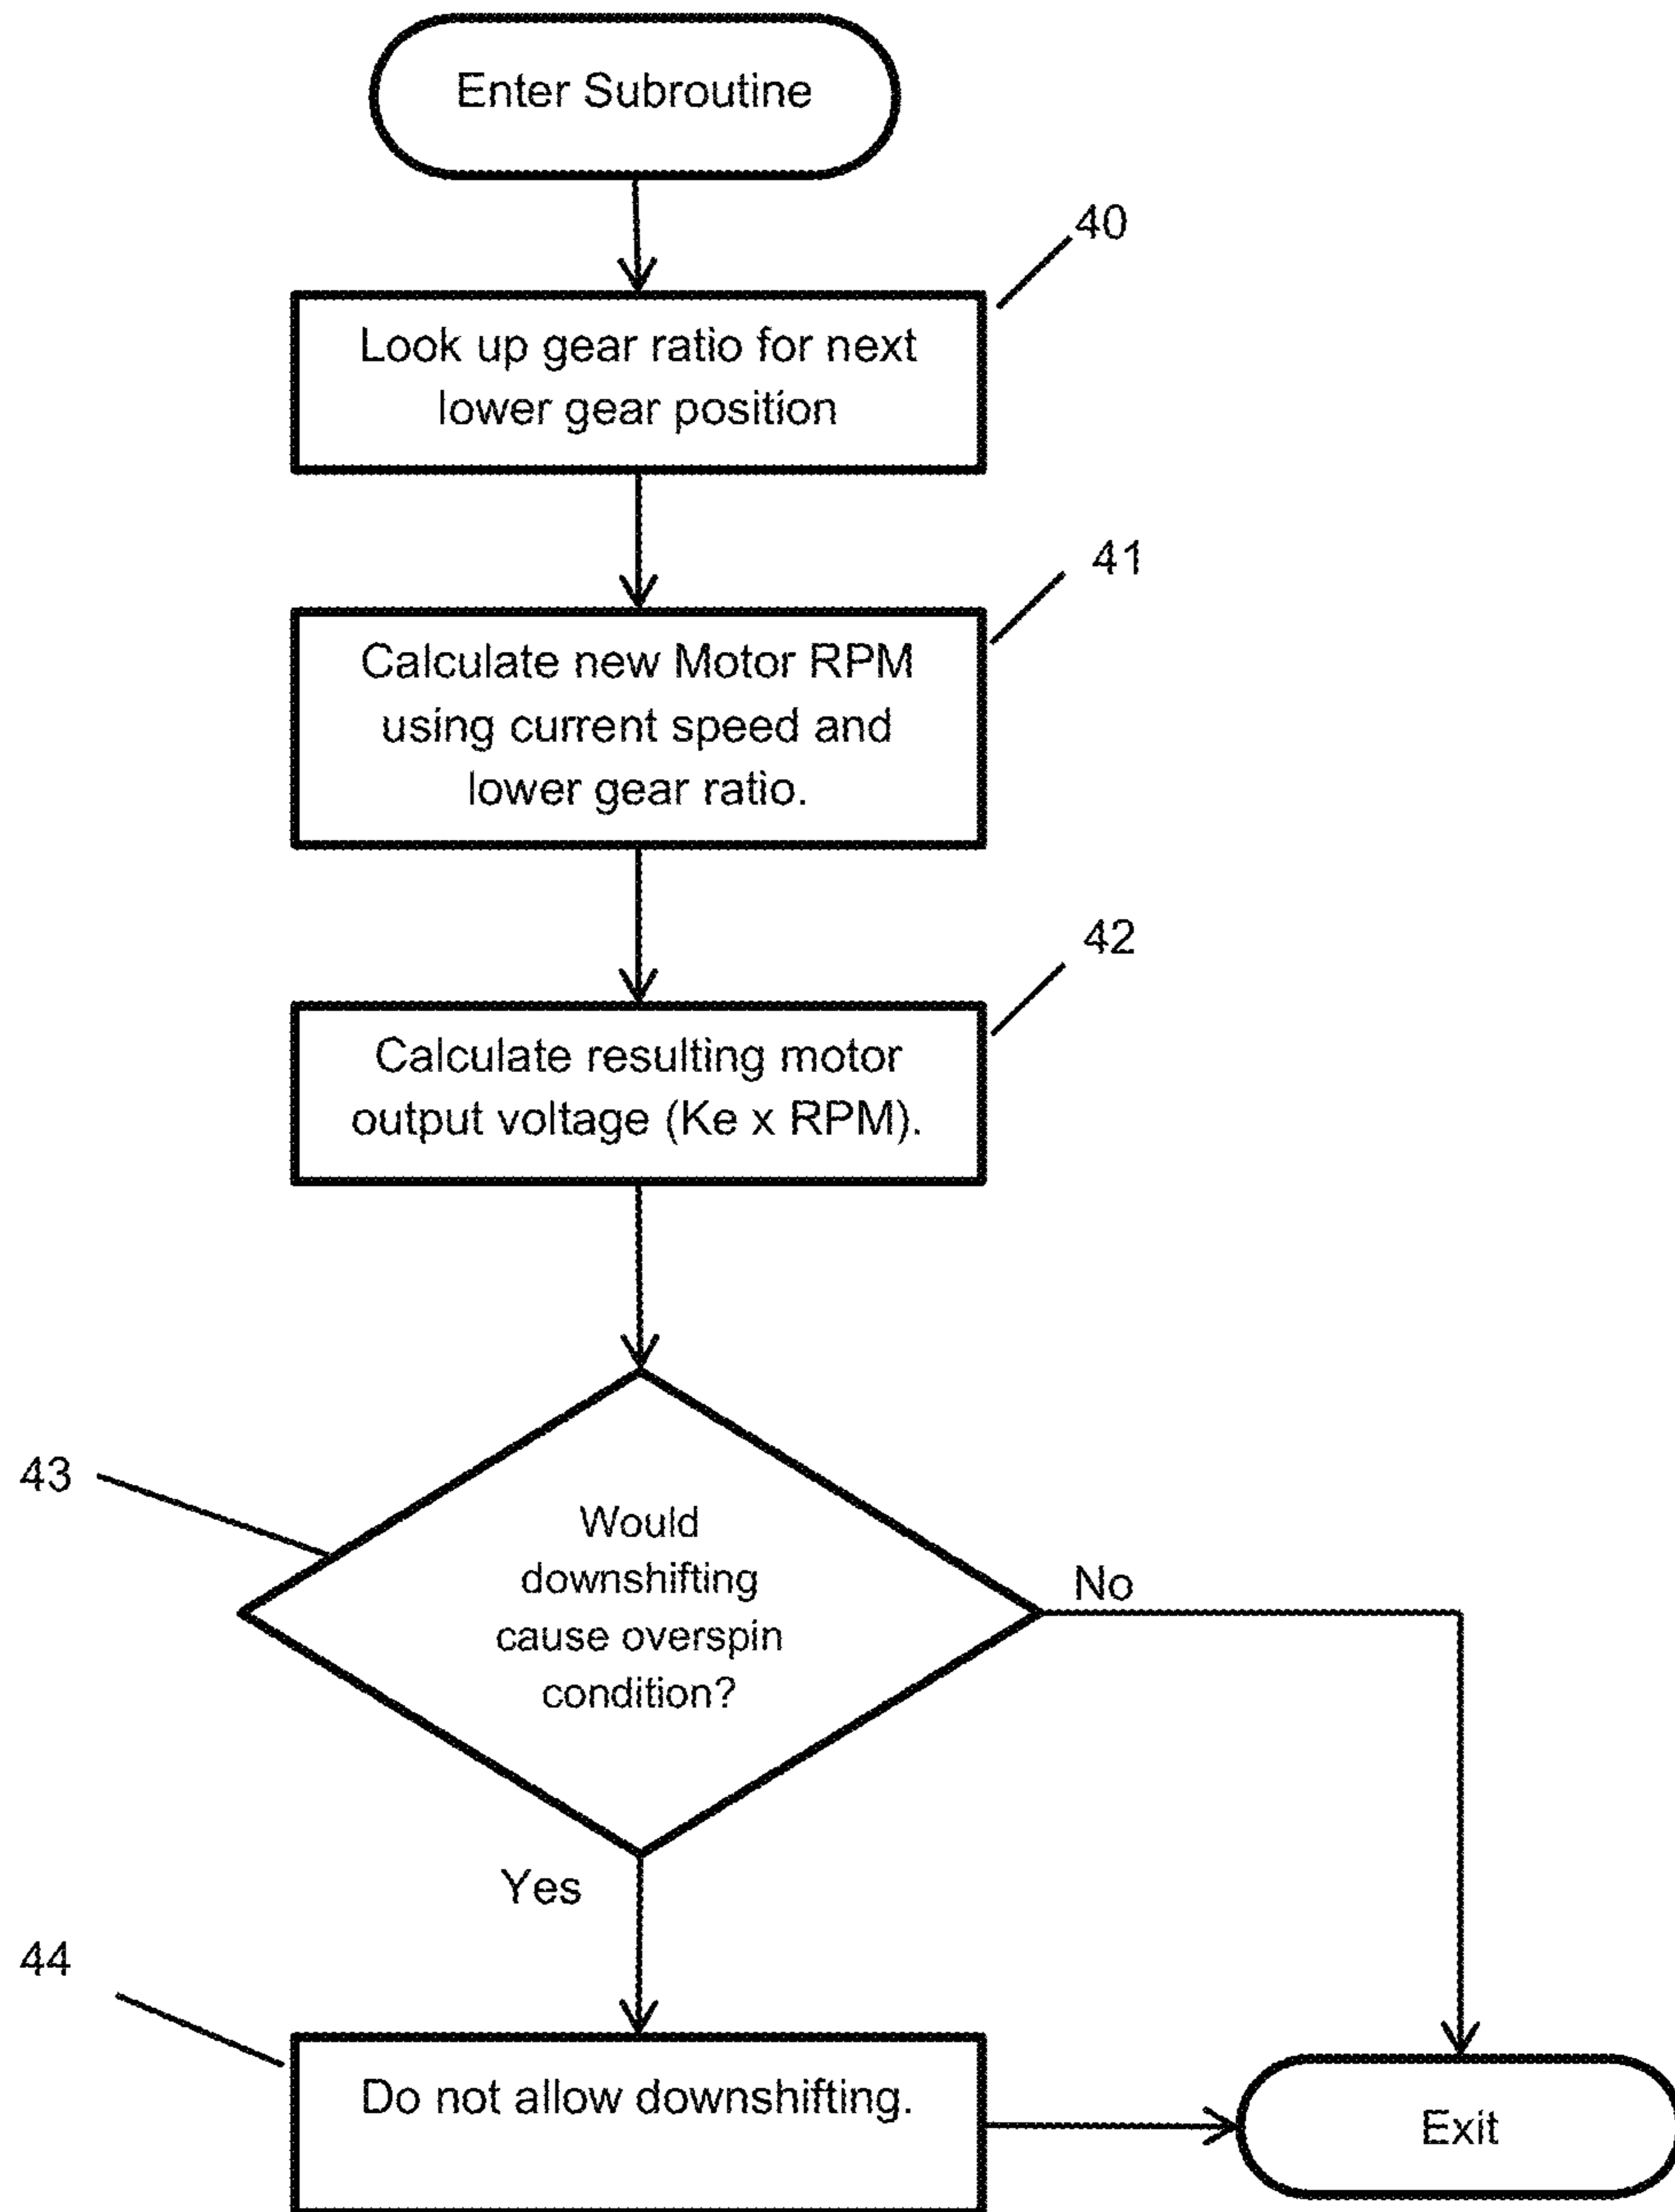 Enter Subroutine
40
Look up gear ratio for next
lower gear position
41
Calculate new Motor RPM
using current speed and
lower gear ratio.
42
Calculate resulting motor
output voltage (Ke x RPM).
43
Would
downshifting
cause overspin
condition?
No
Yes
44
Do not allow downshifting.
Exit